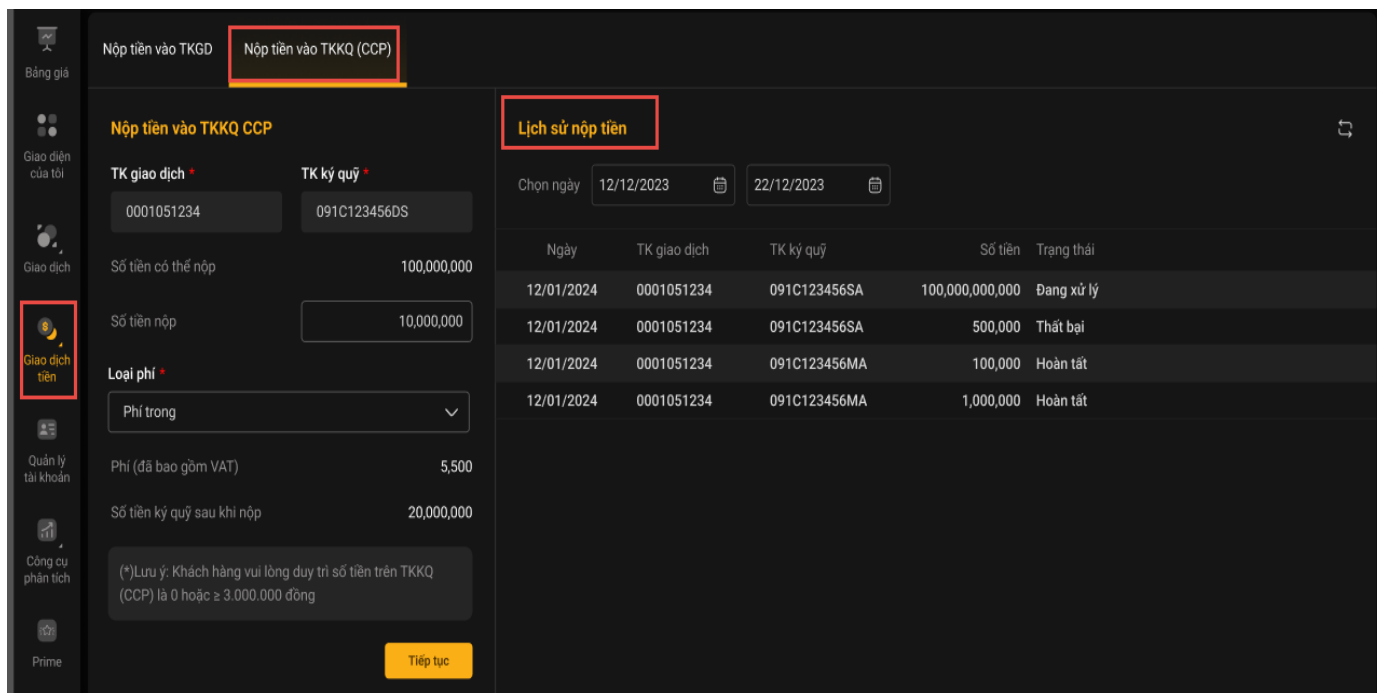 Bảng giá
Giao diện
của tôi
Giao dịch
Giao dịch
tiền
Quản lý
tài khoản
Công cụ
phân tích
Prime
Nộp tiền vào TKGD Nộp tiền vào TKKQ (CCP)
Nộp tiền vào TKKQ CCP
TK giao dịch * TK ký quỹ *
0001051234 091C123456DS
Số tiền có thể nộp 100,000,000
Số tiền nộp 10,000,000
Loại phí *
Phí trong
Phí (đã bao gồm VAT) 5,500
Số tiền ký quỹ sau khi nộp 20,000,000
(*)Lưu ý: Khách hàng vui lòng duy trì số tiền trên TKKQ
(CCP) là 0 hoặc ≥ 3.000.000 đồng
Tiếp tục
Lịch sử nộp tiền
Chọn ngày 12/12/2023 22/12/2023
Ngày TK giao dịch TK ký quỹ Số tiền Trạng thái
12/01/2024 0001051234 091C123456SA 100,000,000,000 Đang xử lý
12/01/2024 0001051234 091C123456SA 500,000 Thất bại
12/01/2024 0001051234 091C123456MA 100,000 Hoàn tất
12/01/2024 0001051234 091C123456MA 1,000,000 Hoàn tất